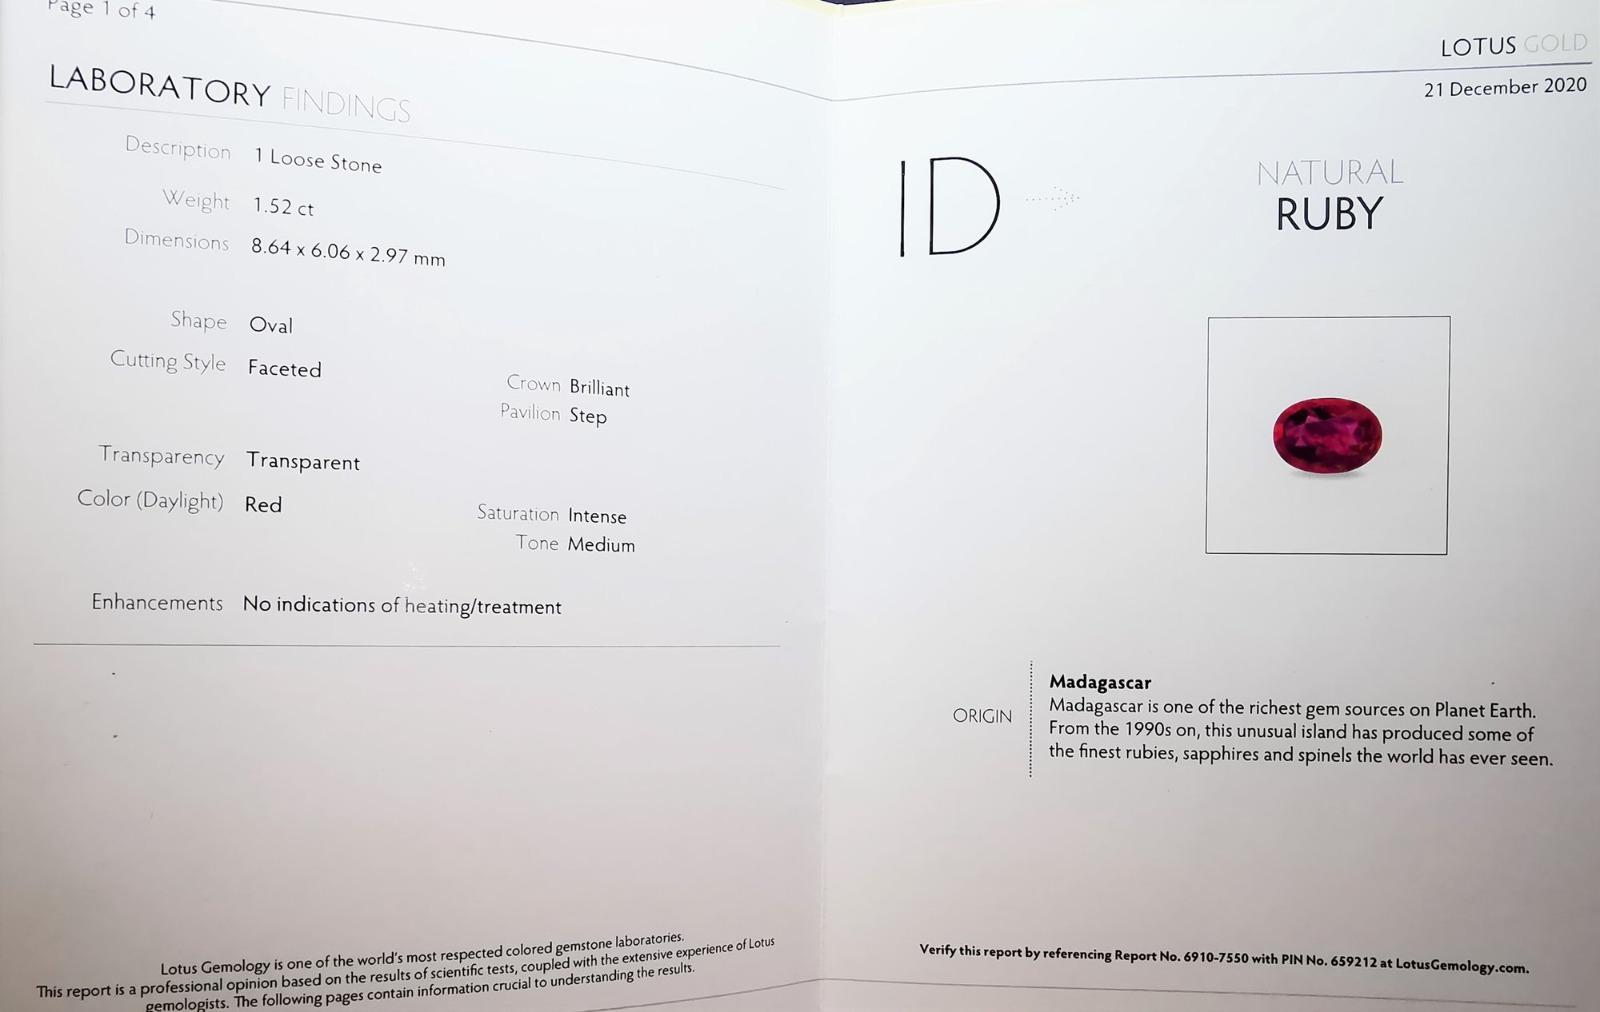 Page 1 of 4
LABORATORY FINDINGS
Description 1 Loose Stone
Weight 1.52 ct
Dimensions 8.64 x 6.06 x 2.97 mm
Shape Oval
Cutting Style Faceted
Crown Brilliant
Pavilion Step
Transparency Transparent
Color (Daylight) Red
Saturation Intense
Tone Medium
Enhancements No indications of heating/treatment
Lotus Gemology is one of the world's most respected colored gemstone laboratories.
This report is a professional opinion based on the results of scientific tests, coupled with the extensive experience of Lotus
gemologists. The following pages contain information crucial to understanding the results.
LOTUS GOLD
21 December 2020
ID
NATURAL
RUBY
ORIGIN
Madagascar
Madagascar is one of the richest gem sources on Planet Earth.
From the 1990s on, this unusual island has produced some of
the finest rubies, sapphires and spinels the world has ever seen.
Verify this report by referencing Report No. 6910-7550 with PIN No. 659212 at LotusGemology.com.